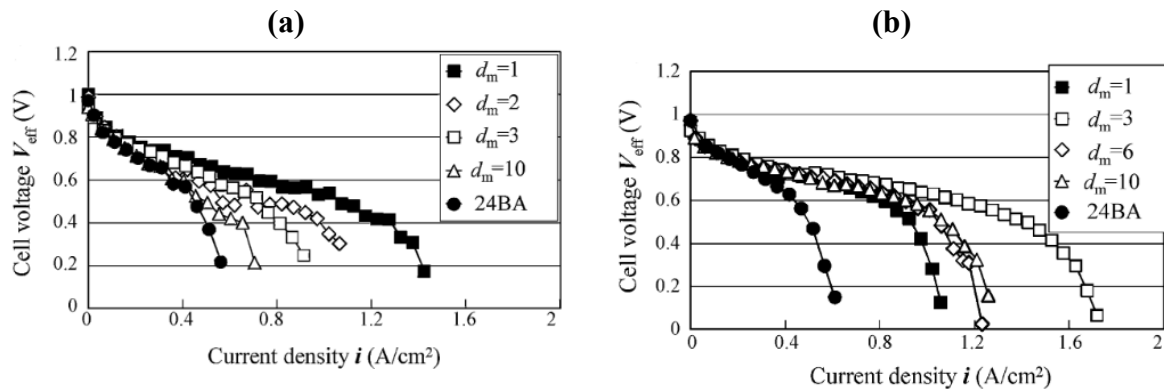 (a)
1.2
1
0.8
0.6
0.4
0.2
0
0
0.4
0.8
1.2
1.6
2
Cell voltage Veff (V)
Current density i (A/cm²)
dm=1
dm=2
dm=3
dm=10
24BA
(b)
1.2
1
0.8
0.6
0.4
0.2
0
0
0.4
0.8
1.2
1.6
2
Cell voltage Veff (V)
Current density i (A/cm²)
dm=1
dm=3
dm=6
dm=10
24BA